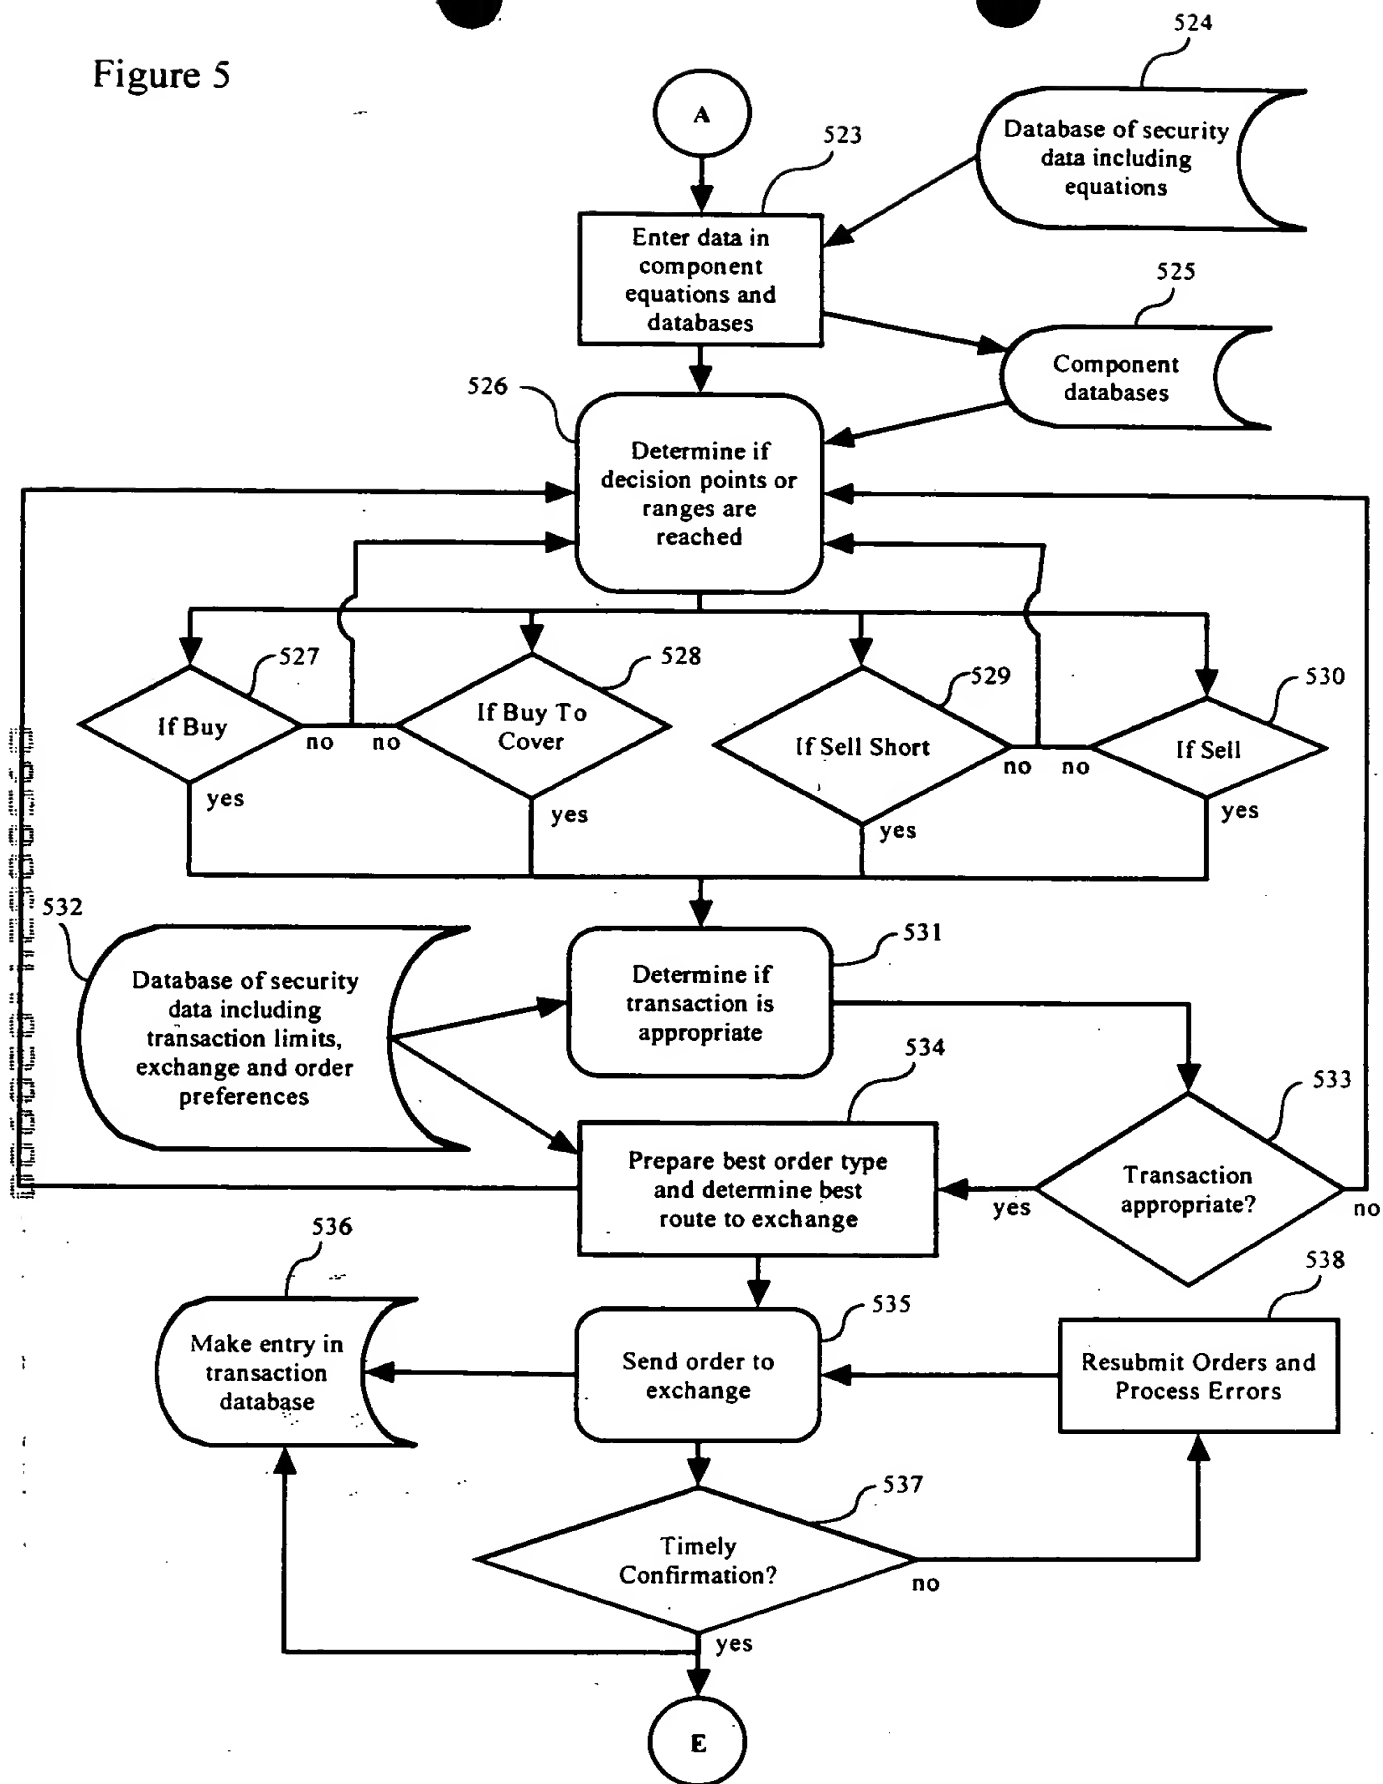 524
Figure 5
A
523
Database of security
data including
equations
Enter data in
component
equations and
databases
525
Component
databases
526
Determine if
decision points or
ranges are
reached
527
528
529
530
If Buy
no
no
If Buy To
Cover
If Sell Short
no
no
If Sell
yes
yes
yes
yes
532
531
Database of security
data including
transaction limits,
exchange and order
preferences
Determine if
transaction is
appropriate
534
533
Prepare best order type
and determine best
route to exchange
yes
Transaction
appropriate?
no
536
538
535
Make entry in
transaction
database
Send order to
exchange
Resubmit Orders and
Process Errors
537
Timely
Confirmation?
no
yes
E